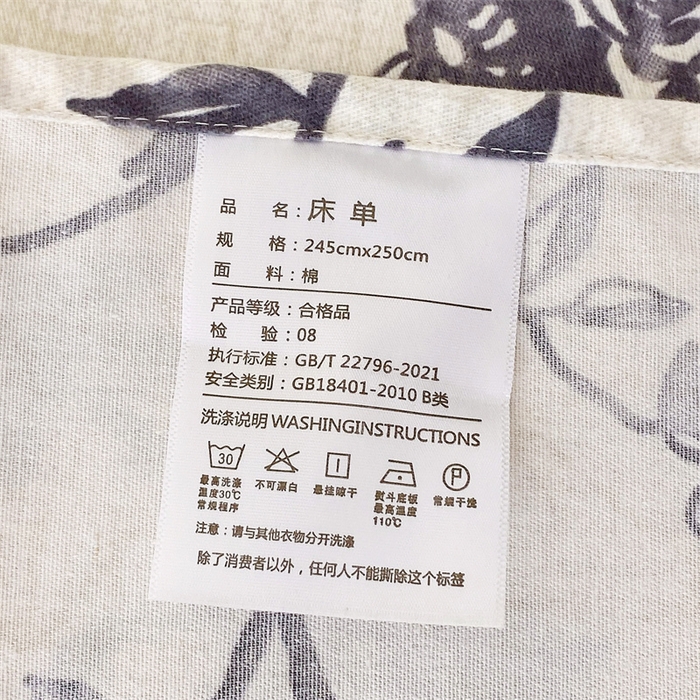 品 名：床 单
规 格：245cmx250cm
面 料：棉
产品等级：合格品
检 验：08
执行标准：GB/T 22796-2021
安全类别：GB18401-2010 B类
洗涤说明 WASHINGINSTRUCTIONS
30 P
最高洗涤 温度30℃ 常规程序
不可漂白
悬挂晾干
熨斗底板 最高温度 110℃
常规干洗
注意：请与其他衣物分开洗涤
除了消费者以外，任何人不能撕除这个标签